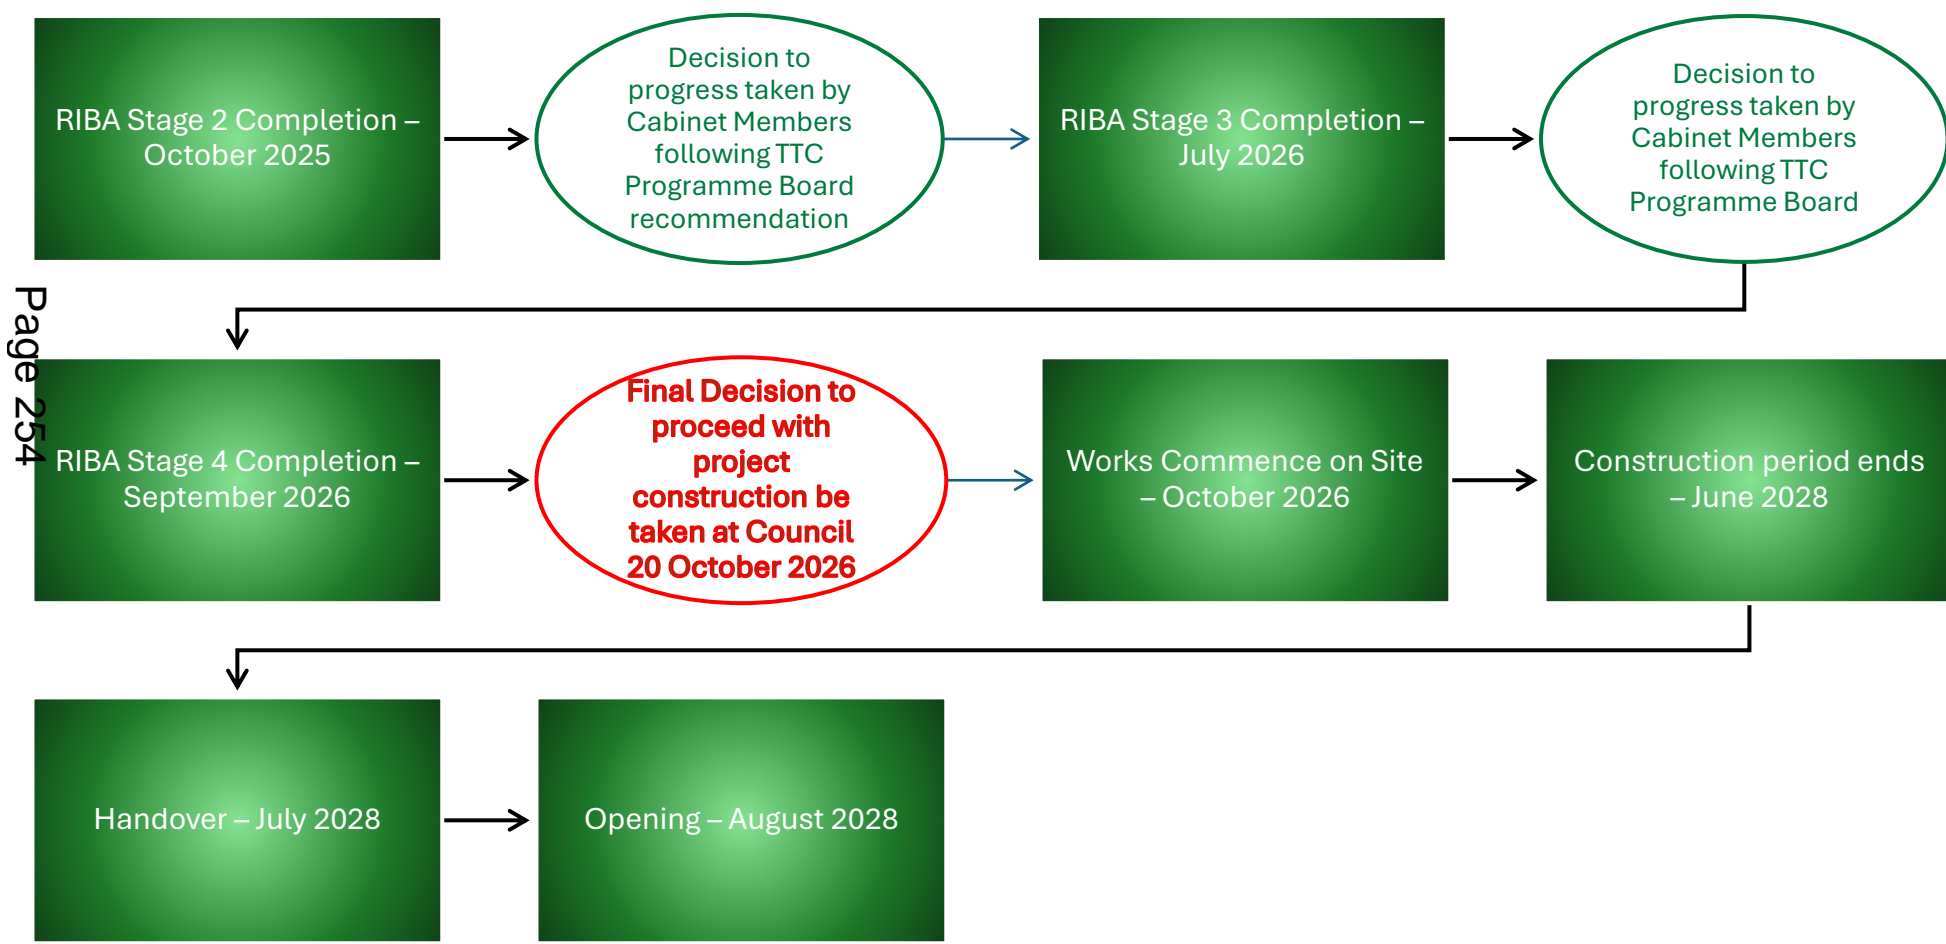 RIBA Stage 2 Completion –
October 2025
Decision to
progress taken by
Cabinet Members
following TTC
Programme Board
recommendation
RIBA Stage 3 Completion –
July 2026
Decision to
progress taken by
Cabinet Members
following TTC
Programme Board
Page 254
RIBA Stage 4 Completion –
September 2026
Final Decision to
proceed with
project
construction be
taken at Council
20 October 2026
Works Commence on Site
– October 2026
Construction period ends
– June 2028
Handover – July 2028
Opening – August 2028